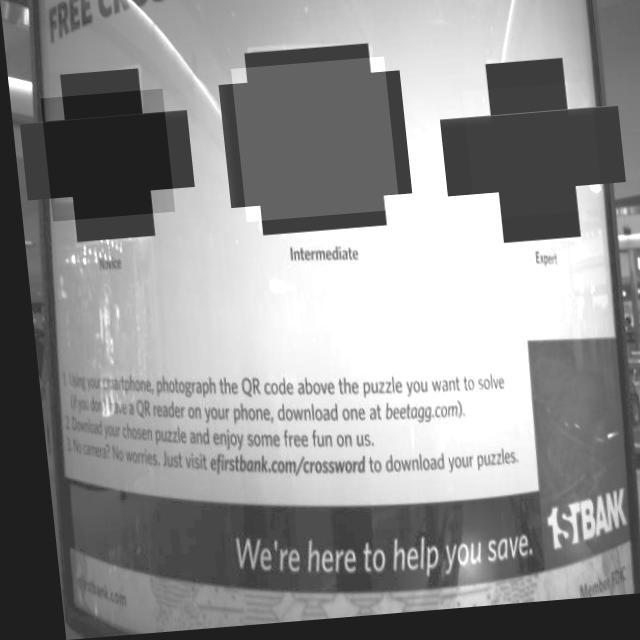 FREE
Novice
Intermediate
Expert
1. Using your smartphone, photograph the QR code above the puzzle you want to solve
(if you don't have a QR reader on your phone, download one at beetagg.com).
2. Download your chosen puzzle and enjoy some free fun on us.
3. No camera? No worries. Just visit efirstbank.com/crossword to download your puzzles.
1STBANK
We're here to help you save.
efirstbank.com
Member FDIC